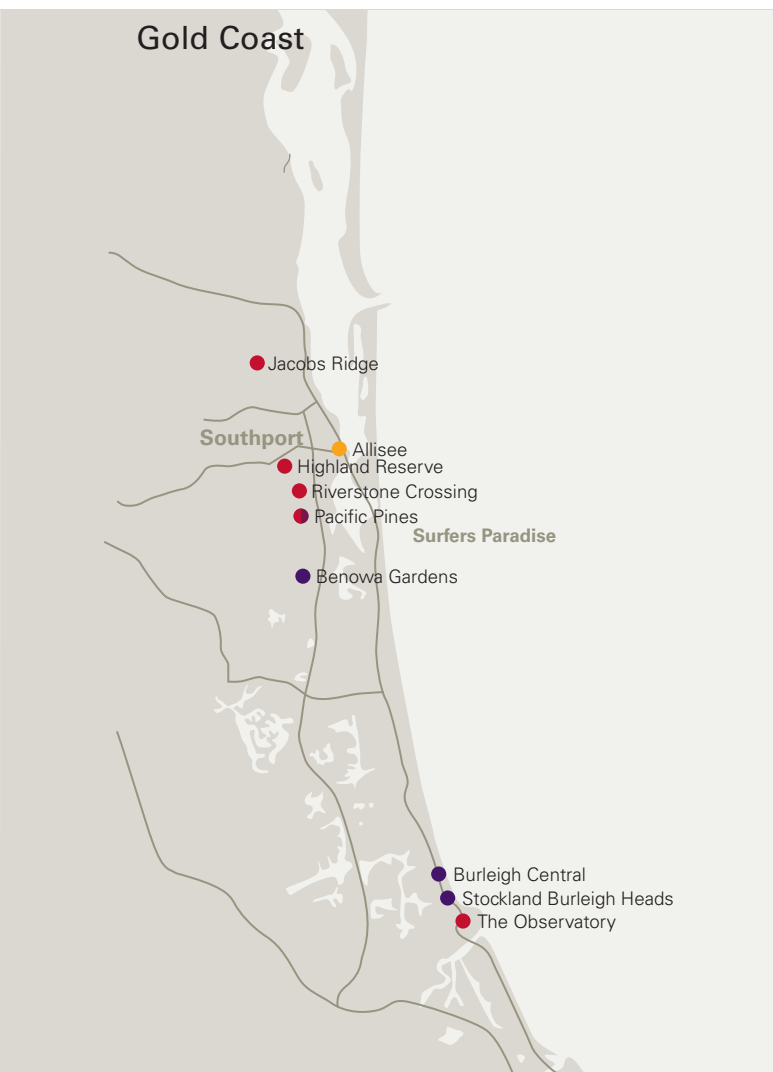 Gold Coast
Jacobs Ridge
Southport
Allisee
Highland Reserve
Riverstone Crossing
Pacific Pines
Surfers Paradise
Benowa Gardens
Burleigh Central
Stockland Burleigh Heads
The Observatory